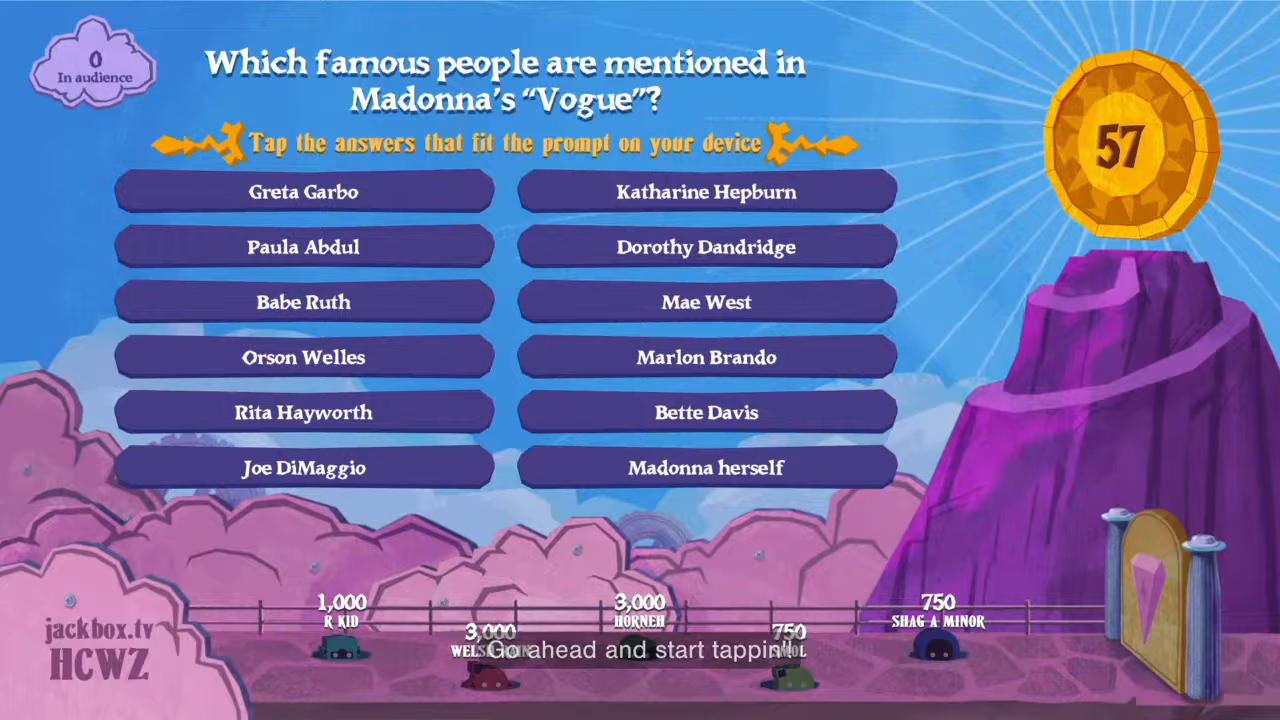 0
In audience
Which famous people are mentioned in
Madonna's "Vogue"?
Tap the answers that fit the prompt on your device
57
Greta Garbo
Katharine Hepburn
Paula Abdul
Dorothy Dandridge
Babe Ruth
Mae West
Orson Welles
Marlon Brando
Rita Hayworth
Bette Davis
Joe DiMaggio
Madonna herself
1,000
R KID
3,000
HORNEH
750
SHAG A MINOR
3,000
750
Go ahead and start tappin'!
jackbox.tv
HCWZ